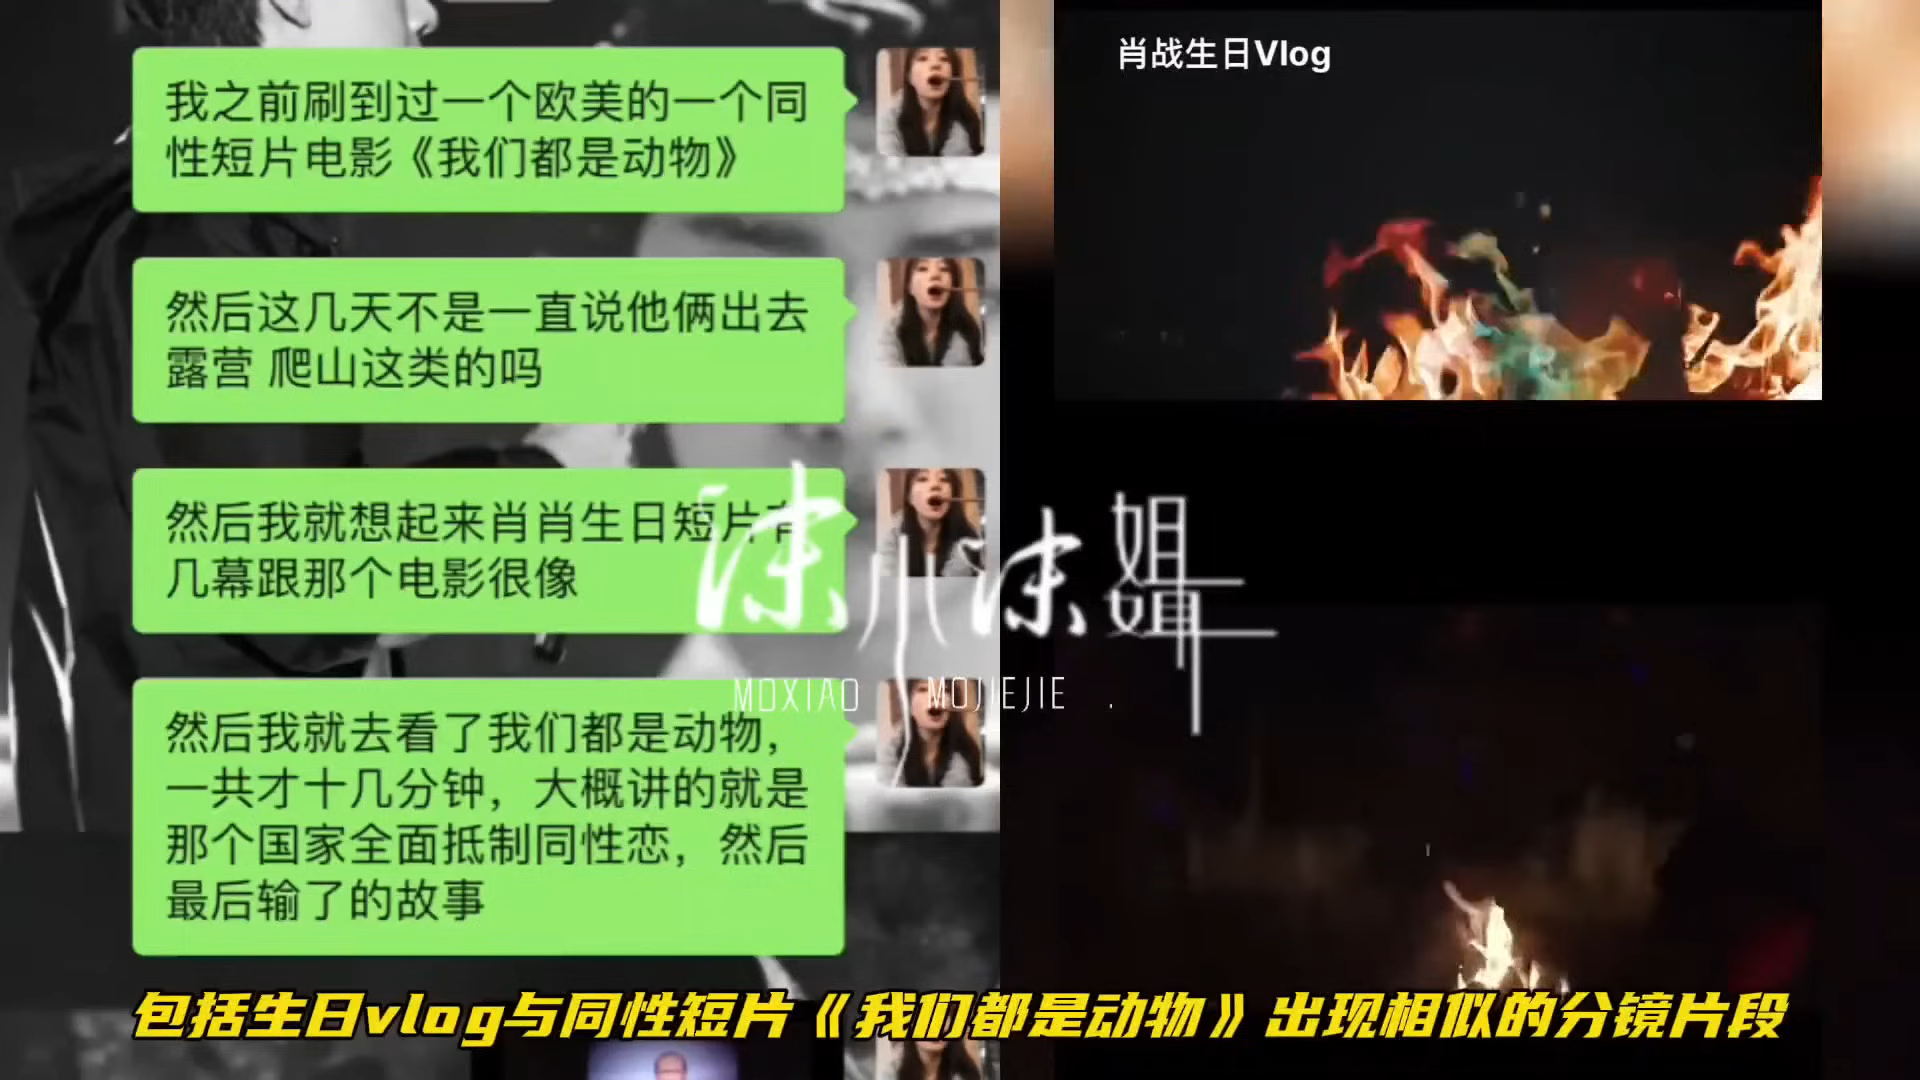 我之前刷到过一个欧美的一个同
性短片电影《我们都是动物》
然后这几天不是一直说他俩出去
露营 爬山这类的吗
然后我就想起来肖肖生日短片有
几幕跟那个电影很像
然后我就去看了我们都是动物，
一共才十几分钟，大概讲的就是
那个国家全面抵制同性恋，然后
最后输了的故事
肖战生日Vlog
沫小沫姐姐
MOXIAO MOJIEJIE .
包括生日vlog与同性短片《我们都是动物》出现相似的分镜片段